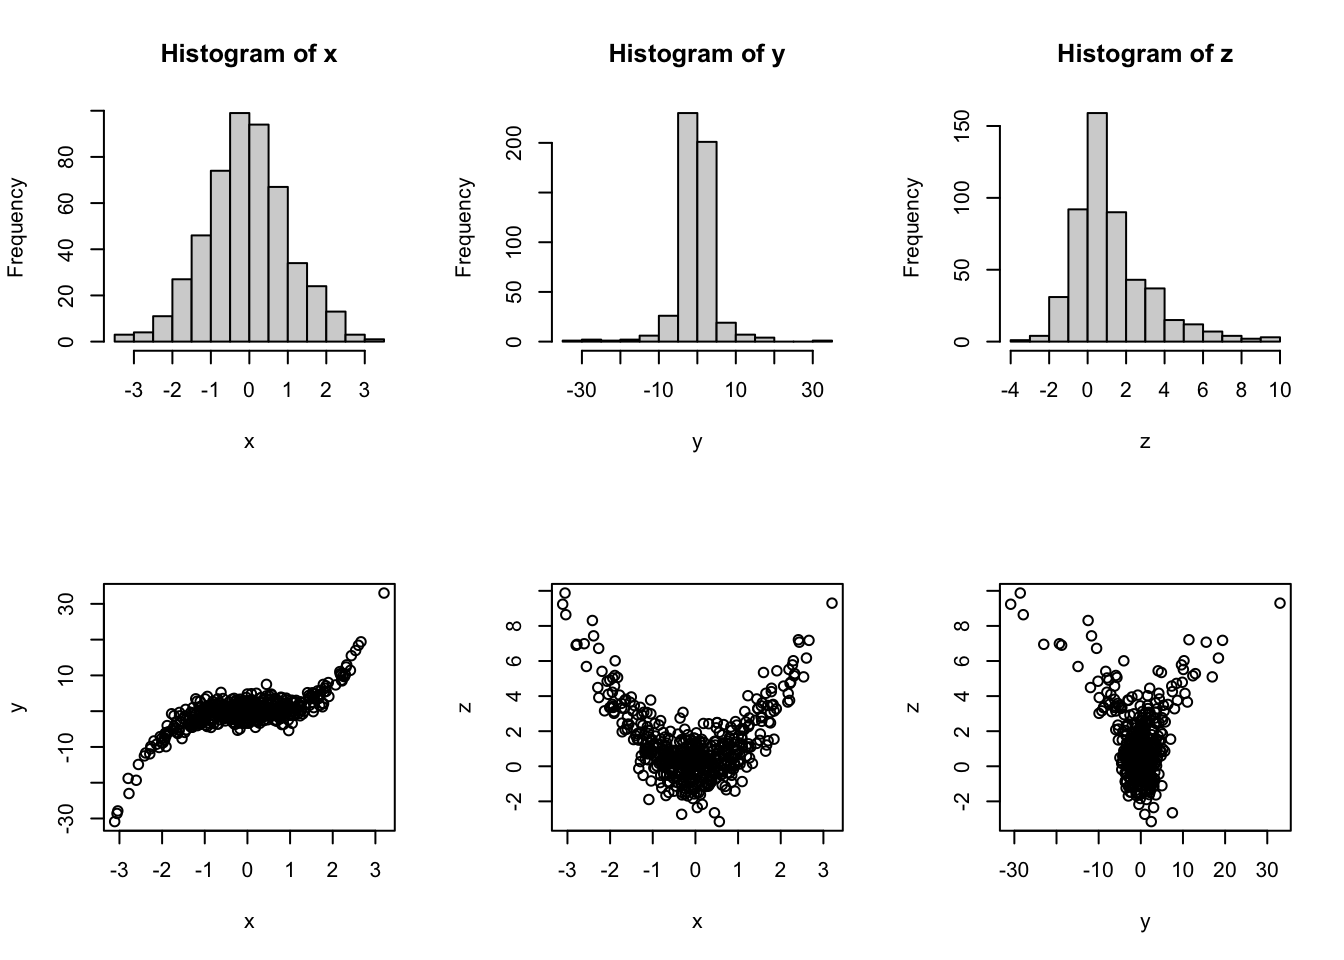 Histogram of x
Frequency
0 20 40 60 80
-3 -2 -1 0 1 2 3
x
Histogram of y
Frequency
0 50 100 200
-30 -10 10 30
y
Histogram of z
Frequency
0 50 100 150
-4 -2 0 2 4 6 8 10
z
y
-30 -10 10 30
-3 -2 -1 0 1 2 3
x
z
-2 0 2 4 6 8
-3 -2 -1 0 1 2 3
x
z
-2 0 2 4 6 8
-30 -10 0 10 20 30
y